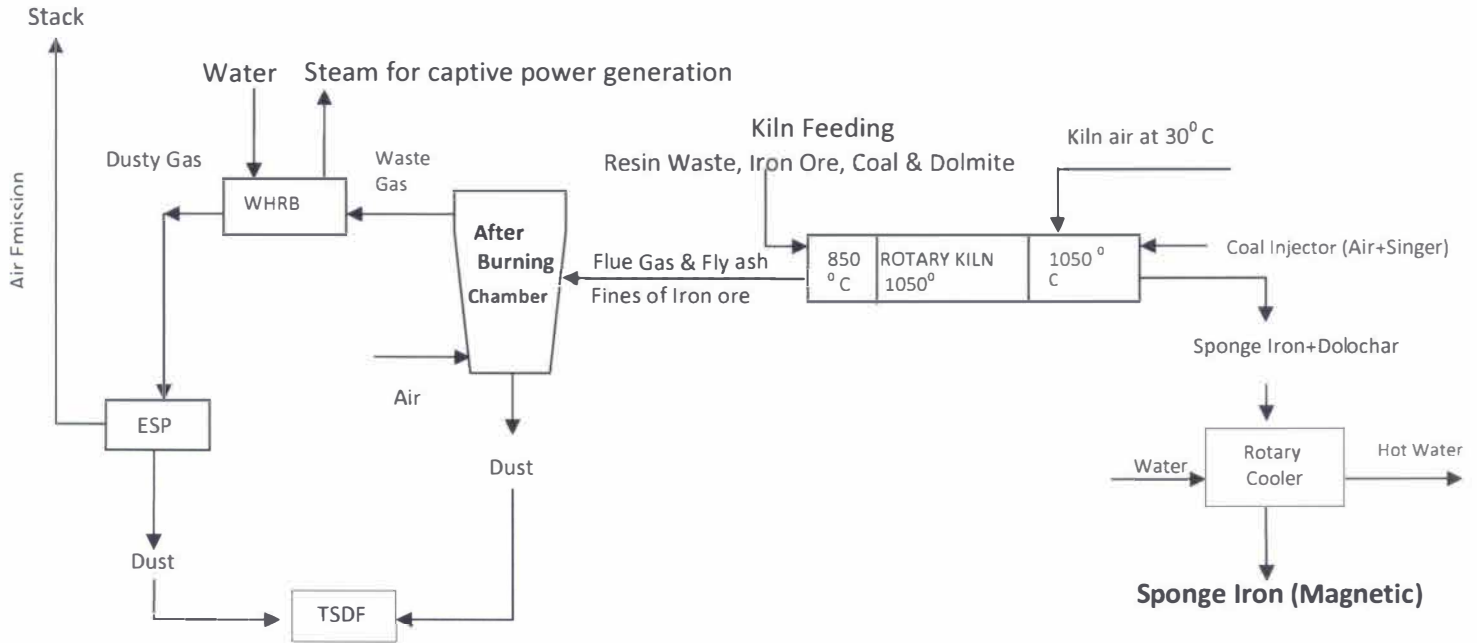 Stack
Water
Steam for captive power generation
Kiln Feeding
Resin Waste, Iron Ore, Coal & Dolmite
Kiln air at 30⁰ C
Air Emission
Dusty Gas
Waste
Gas
WHRB
After
Burning
Chamber
Flue Gas & Fly ash
Fines of Iron ore
850
⁰ C
ROTARY KILN
1050⁰
1050 ⁰
C
Coal Injector (Air+Singer)
Sponge Iron+Dolochar
Air
ESP
Dust
Water
Rotary
Cooler
Hot Water
Dust
TSDF
Sponge Iron (Magnetic)